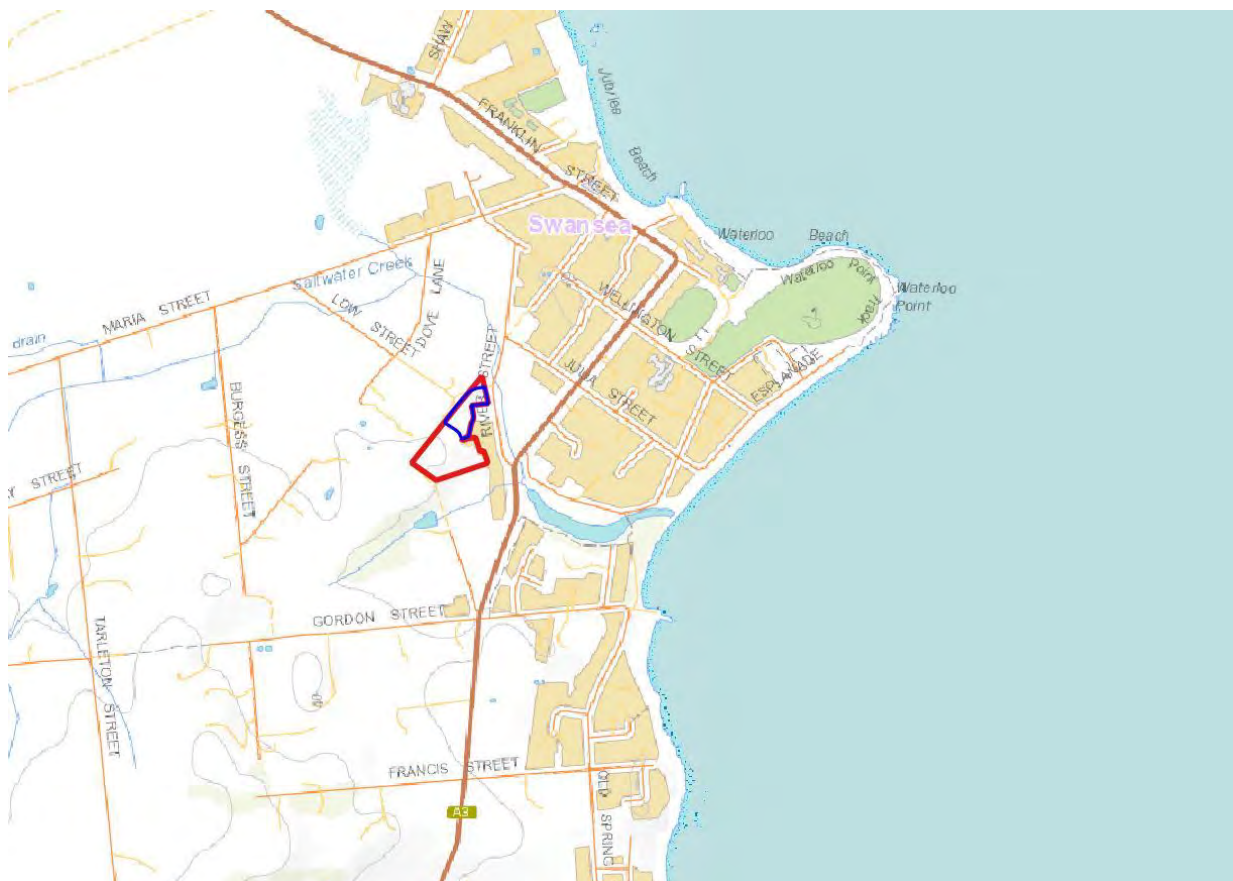 SHAW
Jubilee
Beach
FRANKLIN
STREET
Swansea
Waterloo Beach
Waterloo Point Track
Waterloo
Point
Saltwater Creek
MARIA STREET
drain
LOW STREET
DOVE LANE
WELLINGTON STREET
RIVER STREET
JULIA STREET
ESPLANADE
BURGESS STREET
STREET
GORDON STREET
TARLETON STREET
40
FRANCIS STREET
A3
OLD SPRING